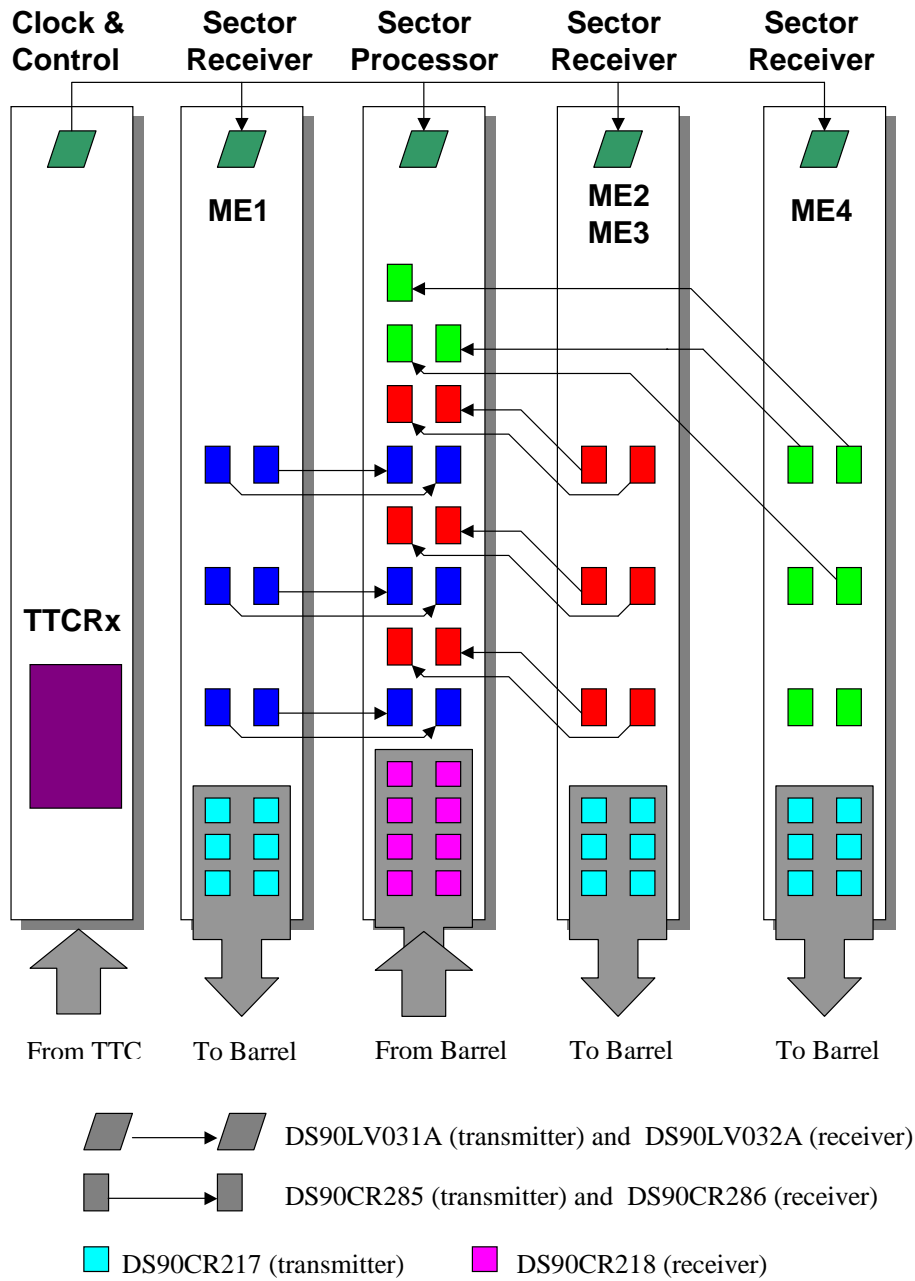 Clock & Control
Sector Receiver
Sector Processor
Sector Receiver
Sector Receiver
ME1
ME2
ME3
ME4
TTCRx
From TTC
To Barrel
From Barrel
To Barrel
To Barrel
DS90LV031A (transmitter) and DS90LV032A (receiver)
DS90CR285 (transmitter) and DS90CR286 (receiver)
DS90CR217 (transmitter)
DS90CR218 (receiver)